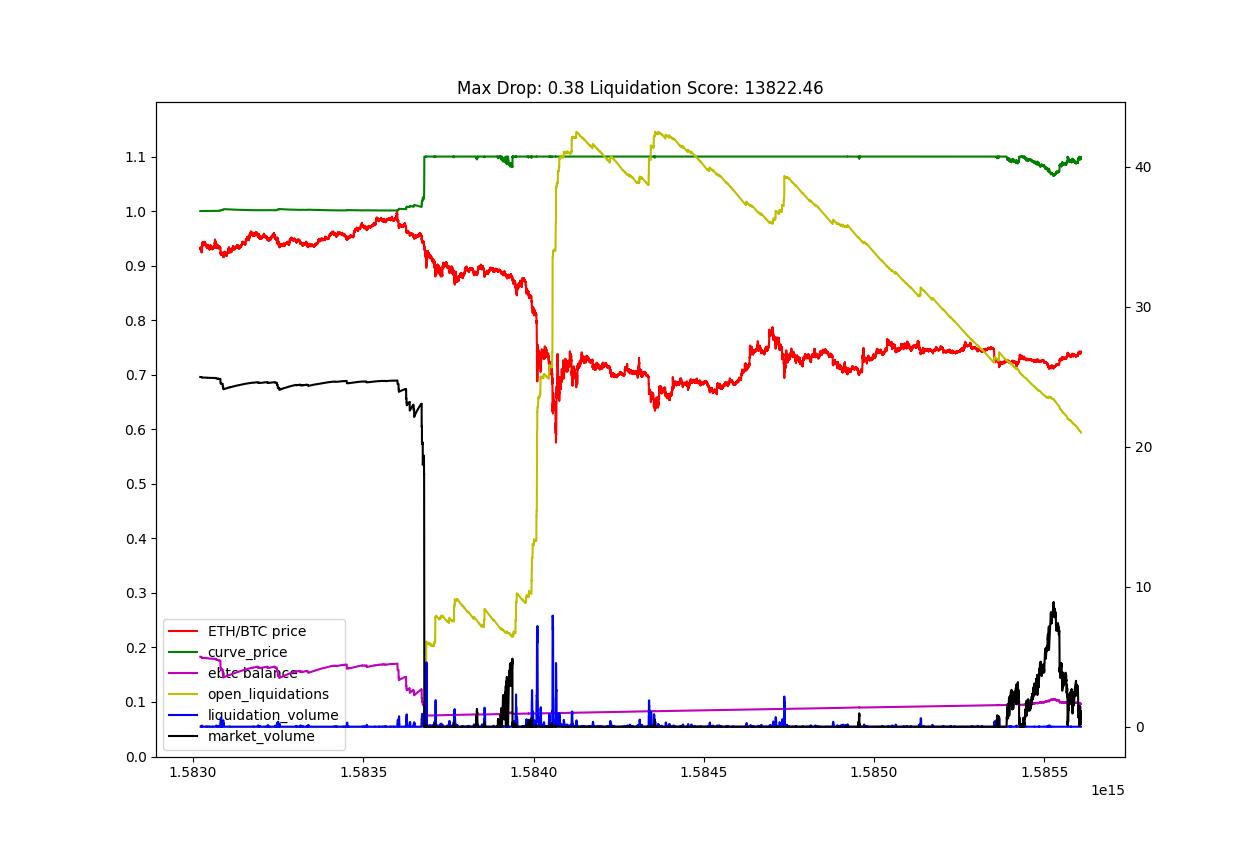 Max Drop: 0.38 Liquidation Score: 13822.46
1.1
1.0
0.9
0.8
0.7
0.6
0.5
0.4
0.3
0.2
0.1
0.0
40
30
20
10
0
ETH/BTC price
curve_price
ebtc balance
open_liquidations
liquidation_volume
market_volume
1.5830 1.5835 1.5840 1.5845 1.5850 1.5855
1e15